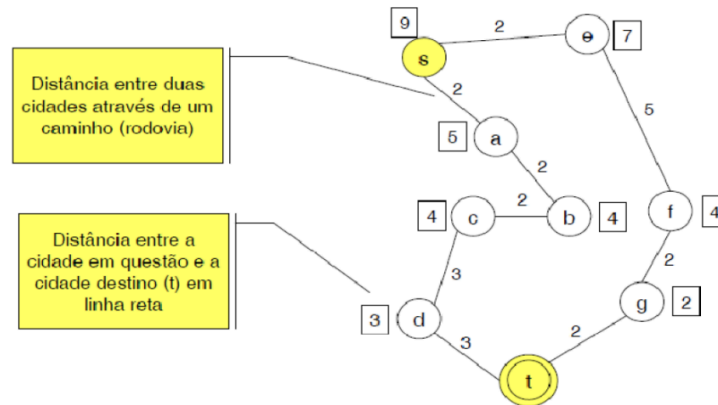 9
2
e
7
s
Distância entre duas
cidades através de um
caminho (rodovia)
2
5
5
a
2
4
c
2
b
4
f
4
Distância entre a
cidade em questão e a
cidade destino (t) em
linha reta
3
2
g
2
3
d
3
2
t